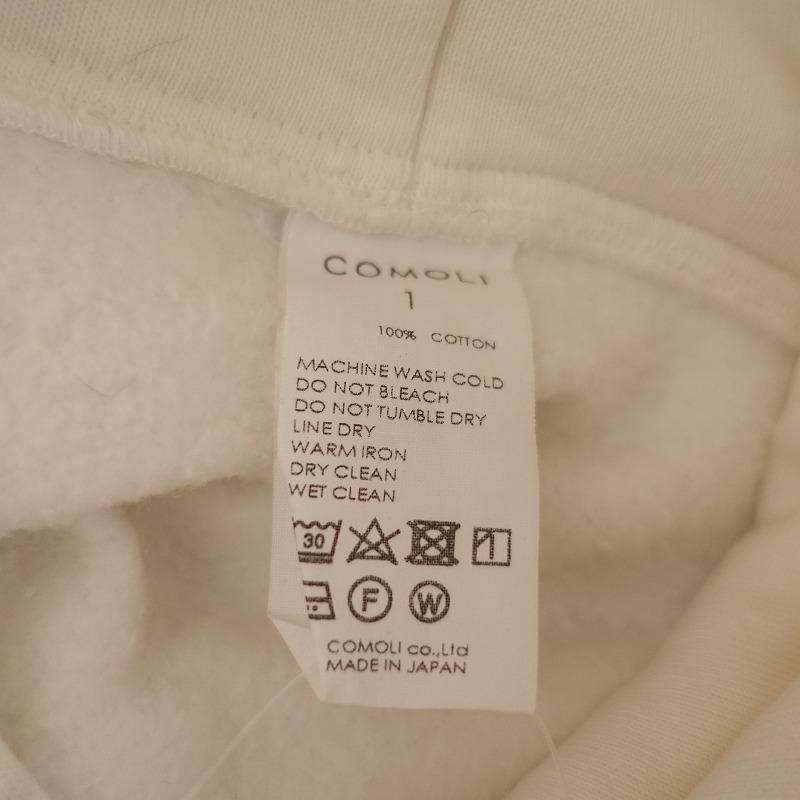 COMOLI
1
100% COTTON
MACHINE WASH COLD
DO NOT BLEACH
DO NOT TUMBLE DRY
LINE DRY
WARM IRON
DRY CLEAN
WET CLEAN
30
F W
COMOLI co.,Ltd
MADE IN JAPAN